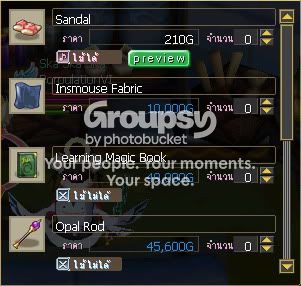 Sandal
ราคา 210G จำนวน 0
ใช้ได้ preview
Insmouse Fabric
ราคา 10,000G จำนวน 0
Groupsy
by photobucket
Learning Magic Book
Your people. Your moments.
Your space.
ราคา จำนวน 0
ใช้ไม่ได้
Opal Rod
ราคา 45,600G จำนวน 0
ใช้ไม่ได้